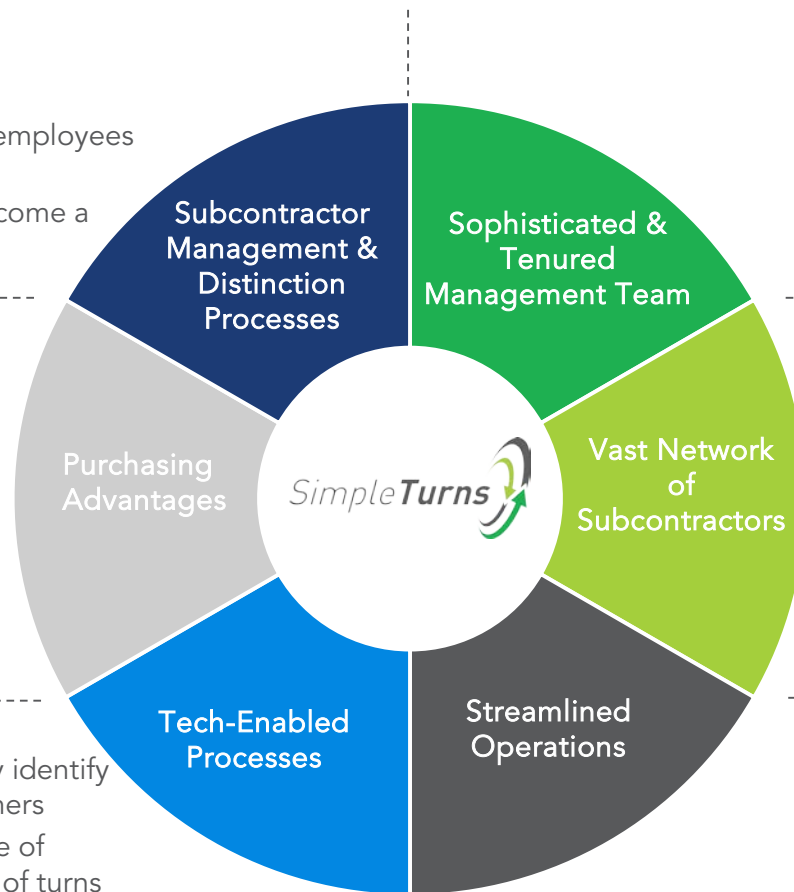 employees
come a
Subcontractor
Management &
Distinction
Processes
Sophisticated &
Tenured
Management Team
Purchasing
Advantages
SimpleTurns
Vast Network
of
Subcontractors
Tech-Enabled
Processes
Streamlined
Operations
y identify
ners
e of
of turns